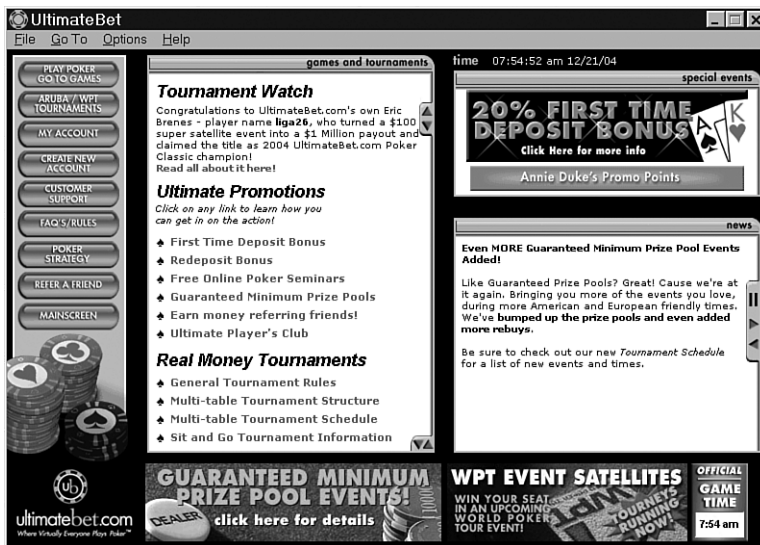 UltimateBet
File Go To Options Help
PLAY POKER
GO TO GAMES
ARUBA / WPT
TOURNAMENTS
MY ACCOUNT
CREATE NEW
ACCOUNT
CUSTOMER
SUPPORT
FAQ'S/RULES
POKER
STRATEGY
REFER A FRIEND
MAINSCREEN
games and tournaments
Tournament Watch
Congratulations to UltimateBet.com's own Eric
Brenes - player name liga26, who turned a $100
super satellite event into a $1 Million payout and
claimed the title as 2004 UltimateBet.com Poker
Classic champion!
Read all about it here!
Ultimate Promotions
Click on any link to learn how you
can get in on the action!
First Time Deposit Bonus
Redeposit Bonus
Free Online Poker Seminars
Guaranteed Minimum Prize Pools
Earn money referring friends!
Ultimate Player's Club
Real Money Tournaments
General Tournament Rules
Multi-table Tournament Structure
Multi-table Tournament Schedule
Sit and Go Tournament Information
time 07:54:52 am 12/21/04
special events
20% FIRST TIME
DEPOSIT BONUS
Click Here for more info
A K
Annie Duke's Promo Points
news
Even MORE Guaranteed Minimum Prize Pool Events
Added!
Like Guaranteed Prize Pools? Great! Cause we're at
it again. Bringing you more of the events you love,
during more American and European friendly times.
We've bumped up the prize pools and even added
more rebuys.
Be sure to check out our new Tournament Schedule
for a list of new events and times.
ub
ultimatebet.com
Where Virtually Everyone Plays Poker™
GUARANTEED MINIMUM
PRIZE POOL EVENTS!
DEALER
click here for details
WPT EVENT SATELLITES
WIN YOUR SEAT
IN AN UPCOMING
WORLD POKER
TOUR EVENT!
TOURNEYS
RUNNING
NOW!
OFFICIAL
GAME
TIME
7:54 am